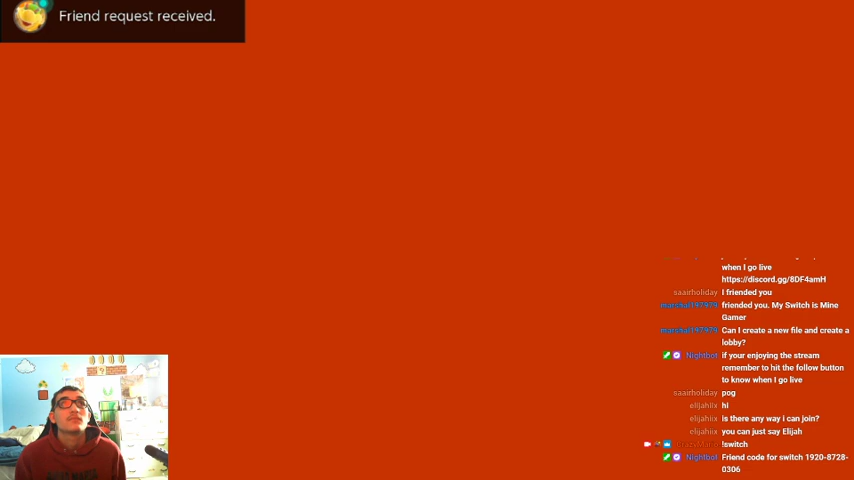 Friend request received.
when I go live
https://discord.gg/8DF4amH
saairholiday I friended you
marshal197979 friended you. My Switch is Mine
Gamer
marshal197979 Can I create a new file and create a
lobby?
Nightbot if your enjoying the stream
remember to hit the follow button
to know when I go live
saairholiday pog
elijahiix hi
elijahiix is there any way i can join?
elijahiix you can just say Elijah
!switch
Nightbot Friend code for switch 1920-8728-
0306